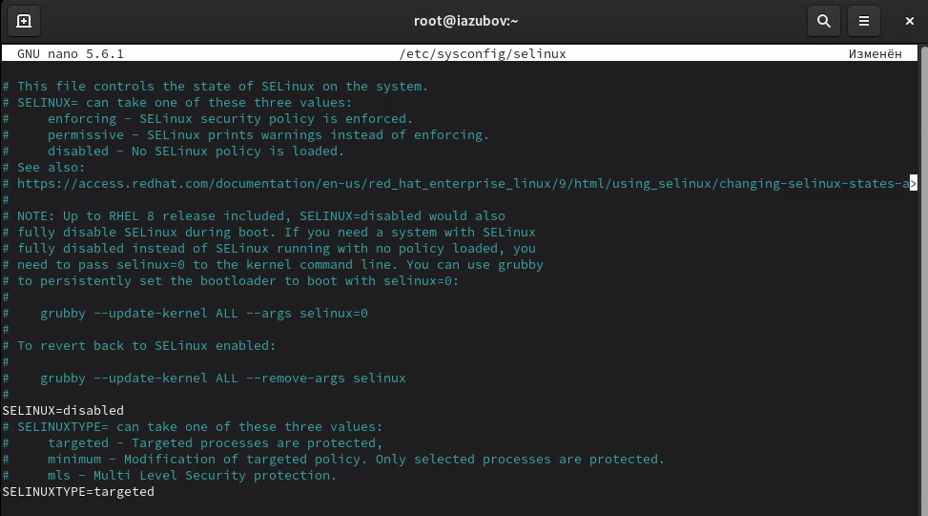 root@iazubov:~
GNU nano 5.6.1 /etc/sysconfig/selinux Изменён
# This file controls the state of SELinux on the system.
# SELINUX= can take one of these three values:
#     enforcing - SELinux security policy is enforced.
#     permissive - SELinux prints warnings instead of enforcing.
#     disabled - No SELinux policy is loaded.
# See also:
# https://access.redhat.com/documentation/en-us/red_hat_enterprise_linux/9/html/using_selinux/changing-selinux-states-a>
#
# NOTE: Up to RHEL 8 release included, SELINUX=disabled would also
# fully disable SELinux during boot. If you need a system with SELinux
# fully disabled instead of SELinux running with no policy loaded, you
# need to pass selinux=0 to the kernel command line. You can use grubby
# to persistently set the bootloader to boot with selinux=0:
#
#    grubby --update-kernel ALL --args selinux=0
#
# To revert back to SELinux enabled:
#
#    grubby --update-kernel ALL --remove-args selinux
#
SELINUX=disabled
# SELINUXTYPE= can take one of these three values:
#     targeted - Targeted processes are protected,
#     minimum - Modification of targeted policy. Only selected processes are protected.
#     mls - Multi Level Security protection.
SELINUXTYPE=targeted